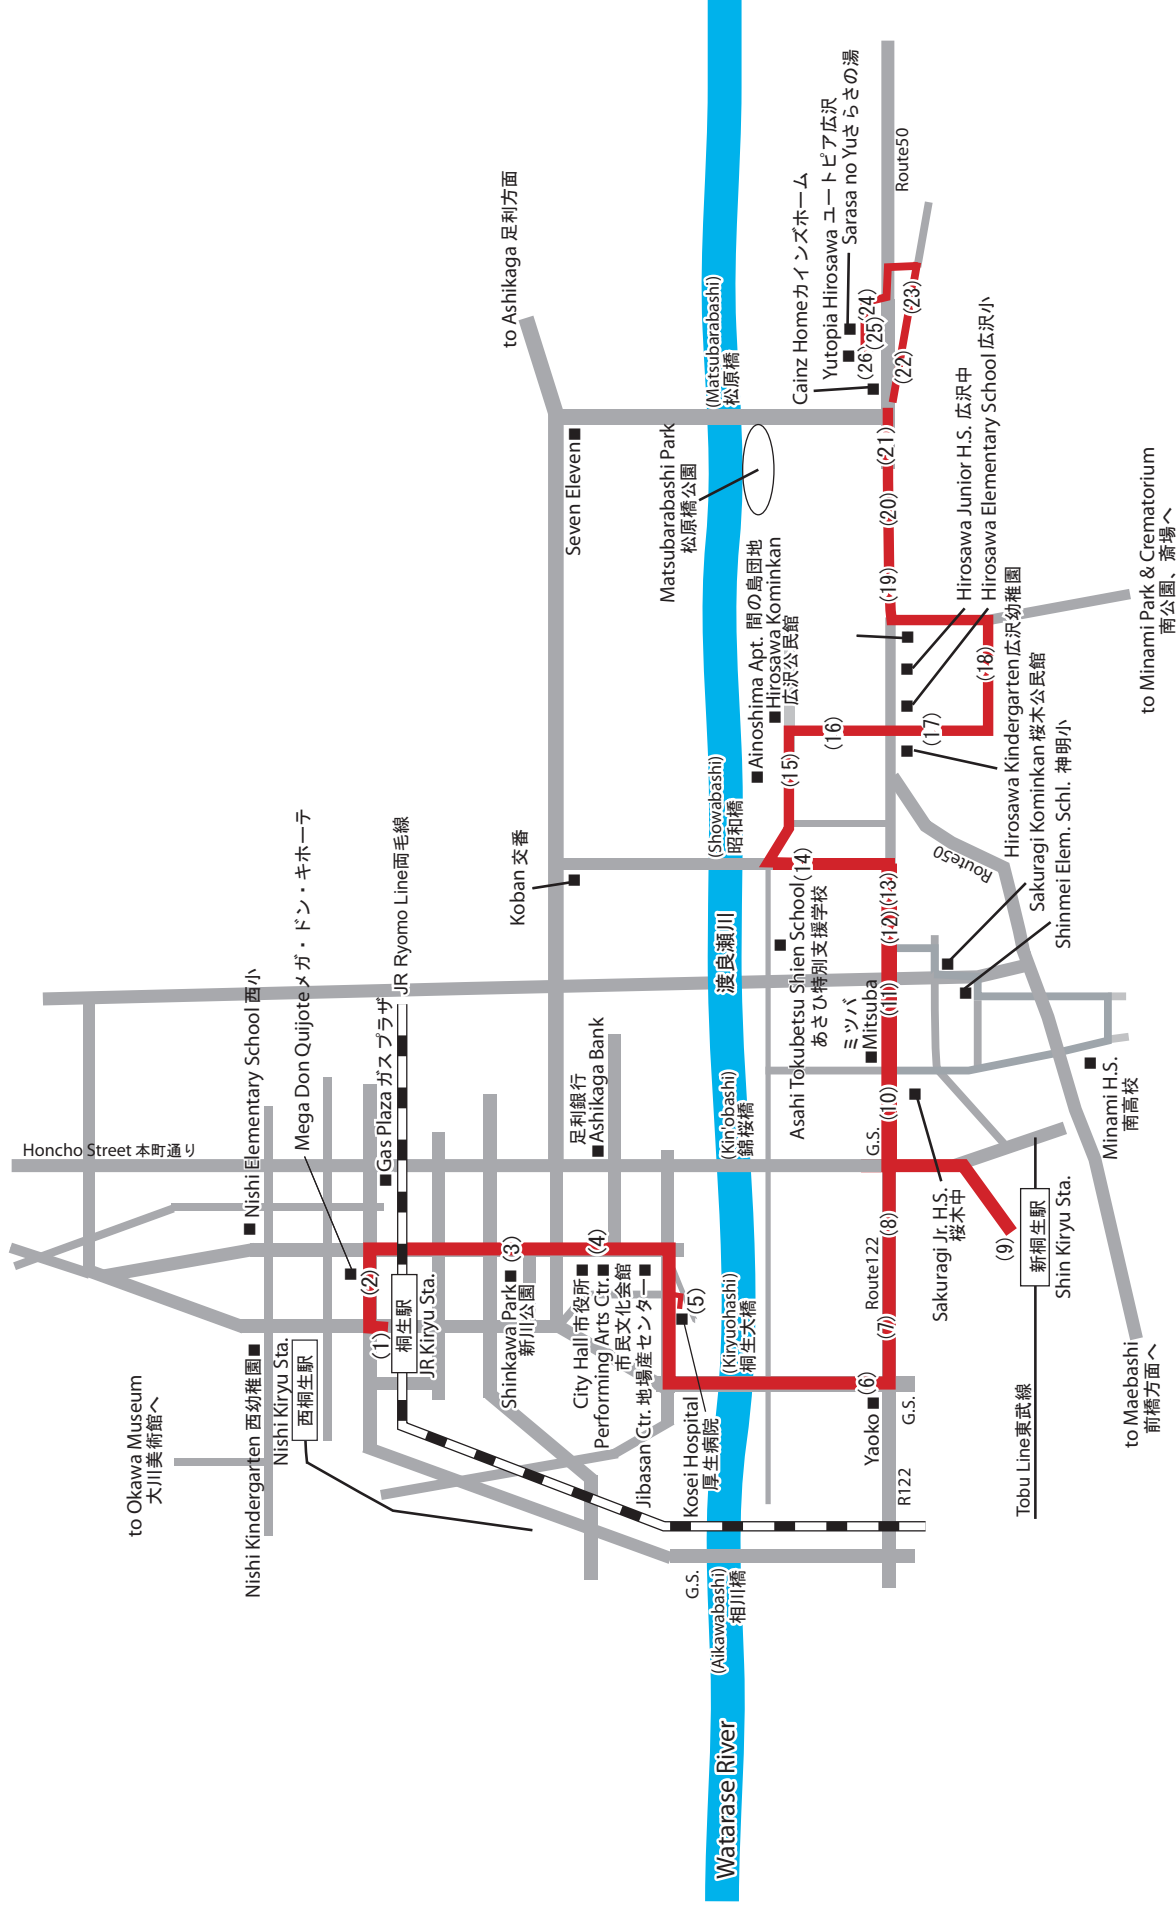 to Okawa Museum
大川美術館へ
Honcho Street 本町通り
Nishi Kindergarten 西幼稚園
Nishi Kiryu Sta.
西桐生駅
Nishi Elementary School 西小
Mega Don Quijote メガ・ドン・キホーテ
Gas Plaza ガスプラザ
JR Ryomo Line両毛線
(1)
(2)
桐生駅
JR Kiryu Sta.
Shinkawa Park
新川公園
(3)
City Hall 市役所
Performing Arts Ctr.
市民文化会館
Jibasan Ctr. 地場産センター
(4)
足利銀行
Ashikaga Bank
Koban 交番
to Ashikaga 足利方面
Seven Eleven
Matsubarabashi Park
松原橋公園
Kosei Hospital
厚生病院
(5)
G.S.
Watarase River
渡良瀬川
(Aikawabashi)
相川橋
(Kiryuohashi)
桐生大橋
(Kin'obashi)
錦桜橋
(Showabashi)
昭和橋
(Matsubarabashi)
松原橋
Ainoshima Apt. 間の島団地
Hirosawa Kominkan
広沢公民館
Asahi Tokubetsu Shien School
あさひ特別支援学校
ミツバ
Mitsuba
Cainz Homeカインズホーム
Yutopia Hirosawa ユートピア広沢
Sarasa no Yuさらさの湯
Yaoko
(6)
G.S.
R122
(7)
Route122
(8)
G.S.
(9)
(10)
(11)
(12)
(13)
(14)
(15)
(16)
(17)
(18)
(19)
(20)
(21)
(22)
(23)
(24)
(25)
(26)
Route50
Route50
Sakuragi Jr. H.S.
桜木中
新桐生駅
Shin Kiryu Sta.
Tobu Line東武線
Hirosawa Junior H.S. 広沢中
Hirosawa Elementary School 広沢小
Hirosawa Kindergarten 広沢幼稚園
Sakuragi Kominkan 桜木公民館
Shinmei Elem. Schl. 神明小
Minami H.S.
南高校
to Maebashi
前橋方面へ
to Minami Park & Crematorium
南公園、斎場へ